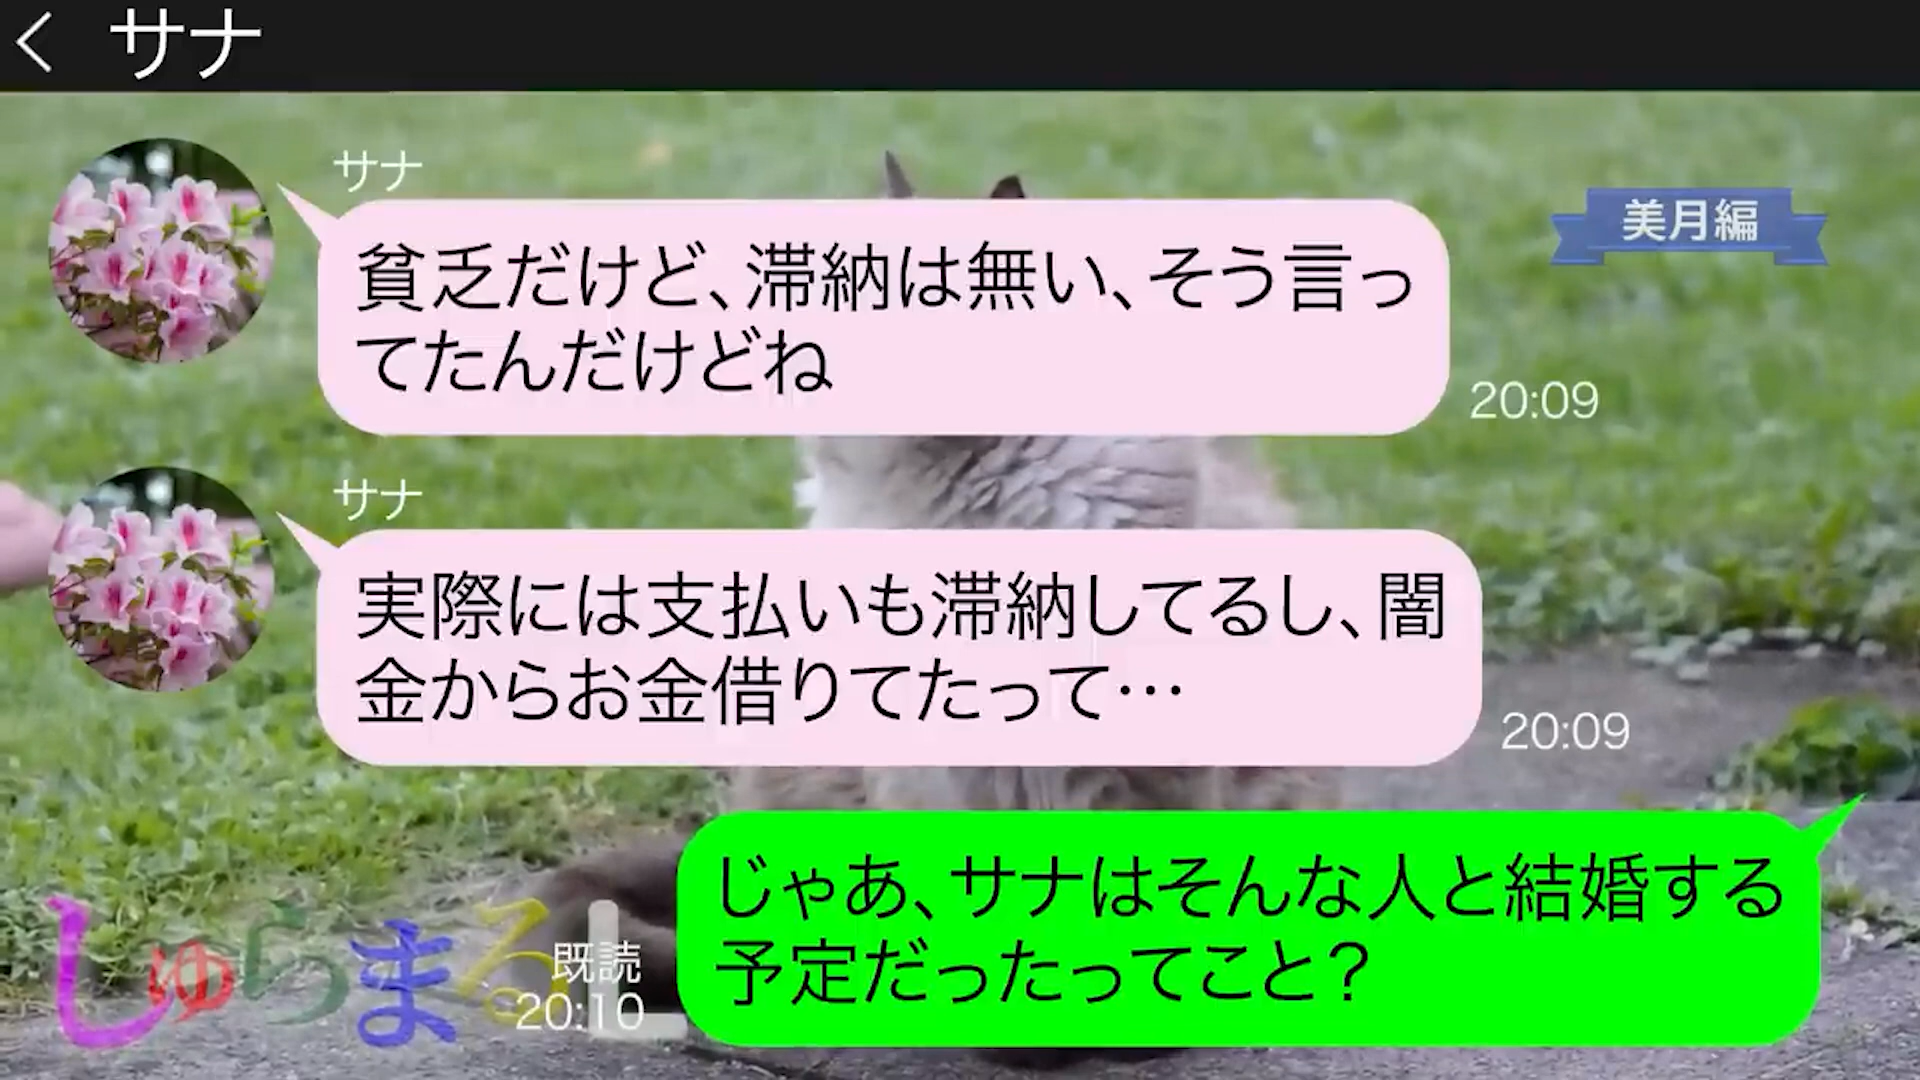 サナ
サナ
美月編
貧乏だけど、滞納は無い、そう言っ
てたんだけどね
20:09
サナ
実際には支払いも滞納してるし、闇
金からお金借りてたって…
20:09
じゃあ、サナはそんな人と結婚する
予定だったってこと?
既読
20:10
しゅらまるL